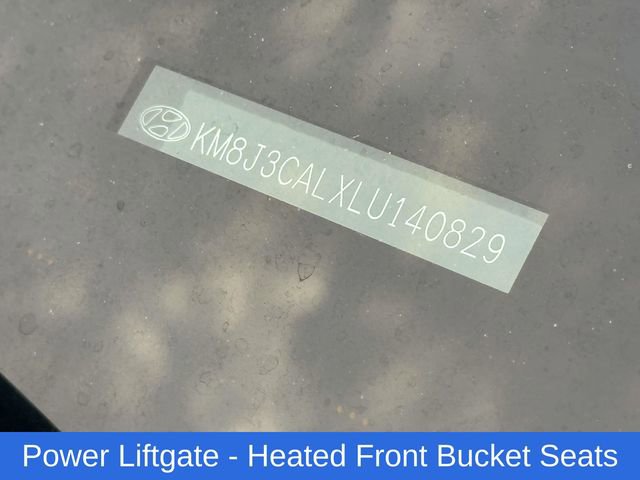 KM8J3CALXLU140829
Power Liftgate - Heated Front Bucket Seats